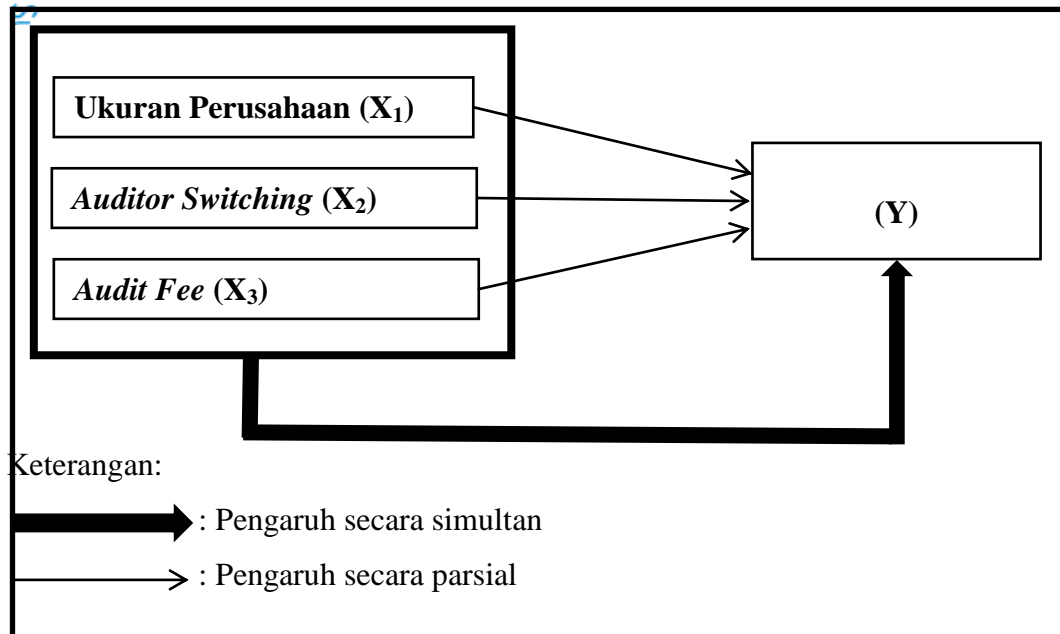 Ukuran Perusahaan (X₁)
Auditor Switching (X₂)
(Y)
Audit Fee (X₃)
Keterangan:
: Pengaruh secara simultan
: Pengaruh secara parsial